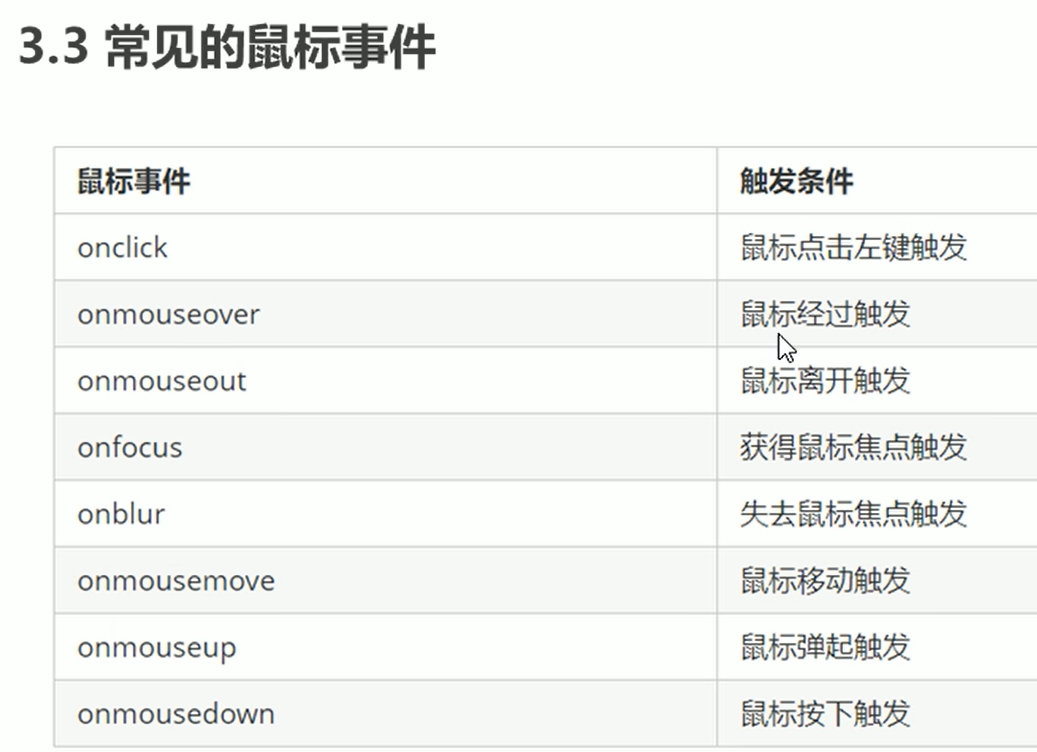 3.3 常见的鼠标事件
鼠标事件 触发条件
onclick 鼠标点击左键触发
onmouseover 鼠标经过触发
onmouseout 鼠标离开触发
onfocus 获得鼠标焦点触发
onblur 失去鼠标焦点触发
onmousemove 鼠标移动触发
onmouseup 鼠标弹起触发
onmousedown 鼠标按下触发